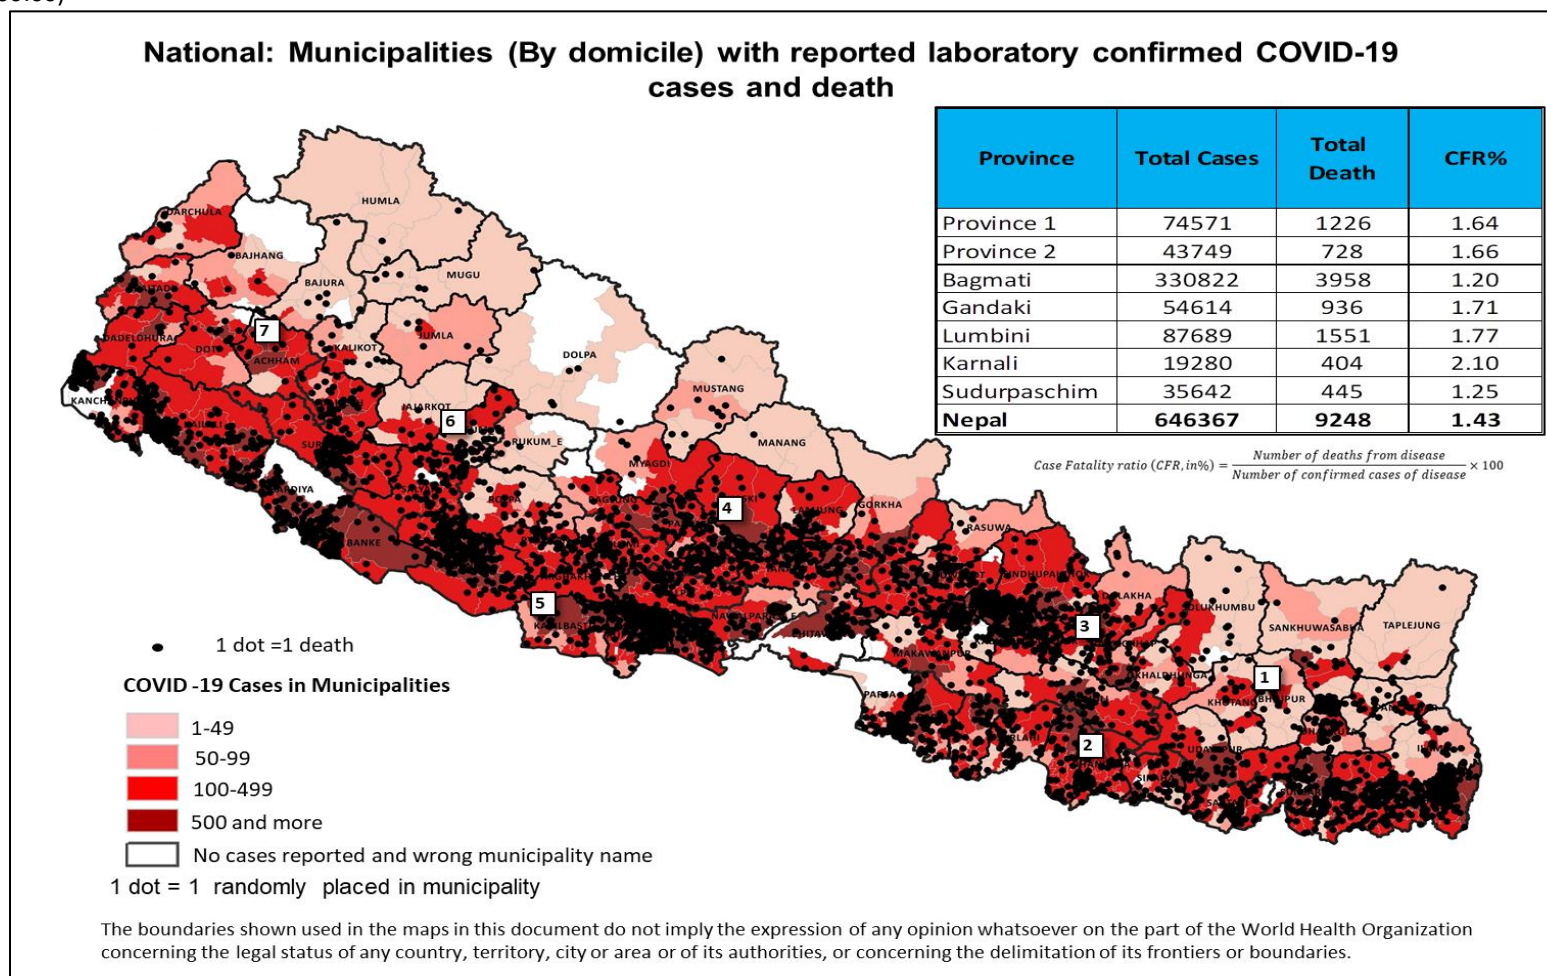 National: Municipalities (By domicile) with reported laboratory confirmed COVID-19
cases and death
Province Total Cases Total Death CFR%
Province 1 74571 1226 1.64
Province 2 43749 728 1.66
Bagmati 330822 3958 1.20
Gandaki 54614 936 1.71
Lumbini 87689 1551 1.77
Karnali 19280 404 2.10
Sudurpaschim 35642 445 1.25
Nepal 646367 9248 1.43
Case Fatality ratio (CFR, in%) = Number of deaths from disease / Number of confirmed cases of disease × 100
HUMLA
DARCHULA
BAJHANG
MUGU
BAJURA
7
JUMLA
DADELDHURA
KALIKOT
ACHHAM
DOLPA
MUSTANG
JAJARKOT
6
RUKUM_E
MANANG
MYAGDI
4
GORKHA
RASUWA
BANKE
5
DOLAKHA
3
SANKHUWASABHA
TAPLEJUNG
MAKAWANPUR
1
KHOTANG
BHOJPUR
PARSA
2
1 dot =1 death
COVID -19 Cases in Municipalities
1-49
50-99
100-499
500 and more
No cases reported and wrong municipality name
1 dot = 1 randomly placed in municipality
The boundaries shown used in the maps in this document do not imply the expression of any opinion whatsoever on the part of the World Health Organization
concerning the legal status of any country, territory, city or area or of its authorities, or concerning the delimitation of its frontiers or boundaries.